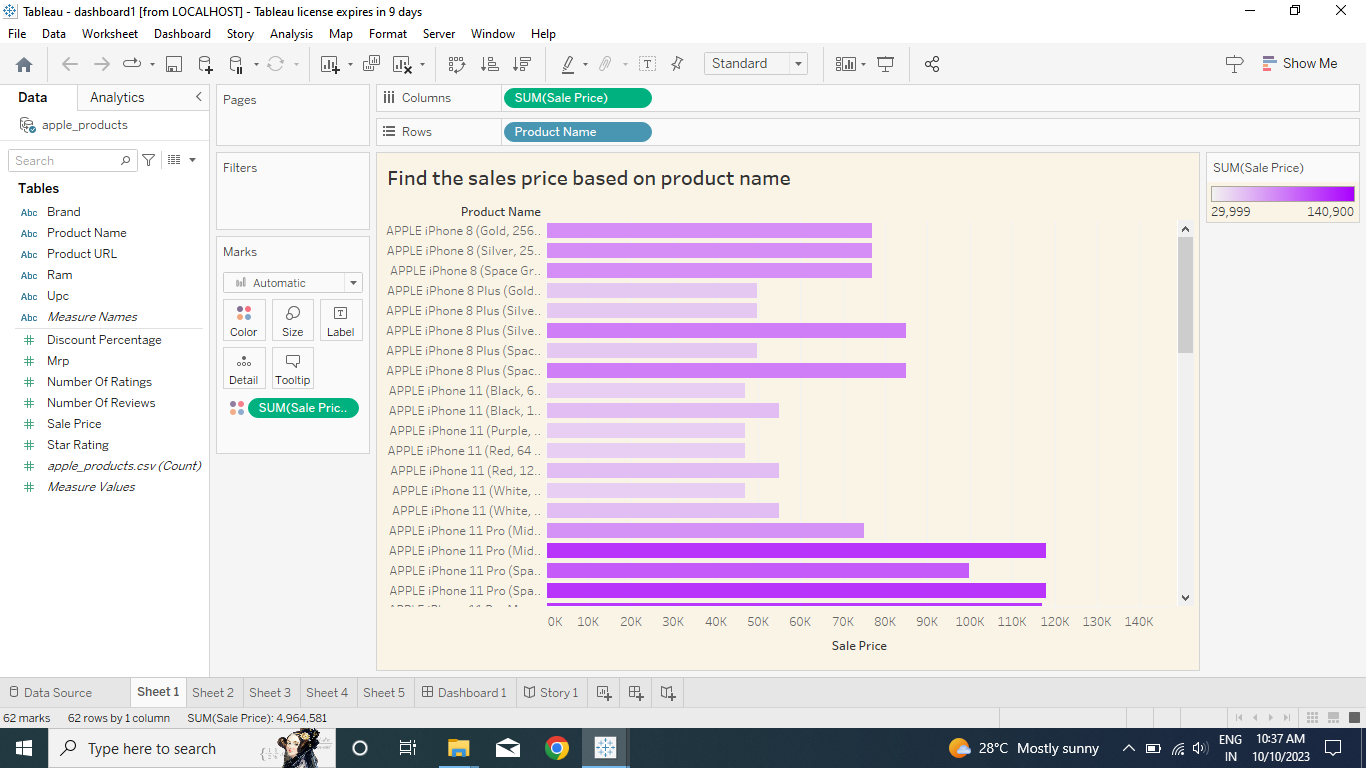 Tableau - dashboard1 [from LOCALHOST] - Tableau license expires in 9 days
File Data Worksheet Dashboard Story Analysis Map Format Server Window Help
Standard
Show Me
Data Analytics
apple_products
Search
Tables
Abc Brand
Abc Product Name
Abc Product URL
Abc Ram
Abc Upc
Abc Measure Names
# Discount Percentage
# Mrp
# Number Of Ratings
# Number Of Reviews
# Sale Price
# Star Rating
# apple_products.csv (Count)
# Measure Values
Pages
Filters
Marks
Automatic
Color Size Label
Detail Tooltip
SUM(Sale Pric..
Columns SUM(Sale Price)
Rows Product Name
Find the sales price based on product name
Product Name
APPLE iPhone 8 (Gold, 256..
APPLE iPhone 8 (Silver, 25..
APPLE iPhone 8 (Space Gr..
APPLE iPhone 8 Plus (Gold..
APPLE iPhone 8 Plus (Silve..
APPLE iPhone 8 Plus (Silve..
APPLE iPhone 8 Plus (Spac..
APPLE iPhone 8 Plus (Spac..
APPLE iPhone 11 (Black, 6..
APPLE iPhone 11 (Black, 1..
APPLE iPhone 11 (Purple, ..
APPLE iPhone 11 (Red, 64 ..
APPLE iPhone 11 (Red, 12..
APPLE iPhone 11 (White, ..
APPLE iPhone 11 (White, ..
APPLE iPhone 11 Pro (Mid..
APPLE iPhone 11 Pro (Mid..
APPLE iPhone 11 Pro (Spa..
APPLE iPhone 11 Pro (Spa..
0K 10K 20K 30K 40K 50K 60K 70K 80K 90K 100K 110K 120K 130K 140K
Sale Price
SUM(Sale Price)
29,999 140,900
Data Source Sheet 1 Sheet 2 Sheet 3 Sheet 4 Sheet 5 Dashboard 1 Story 1
62 marks 62 rows by 1 column SUM(Sale Price): 4,964,581
Type here to search
28°C Mostly sunny
ENG
IN
10:37 AM
10/10/2023